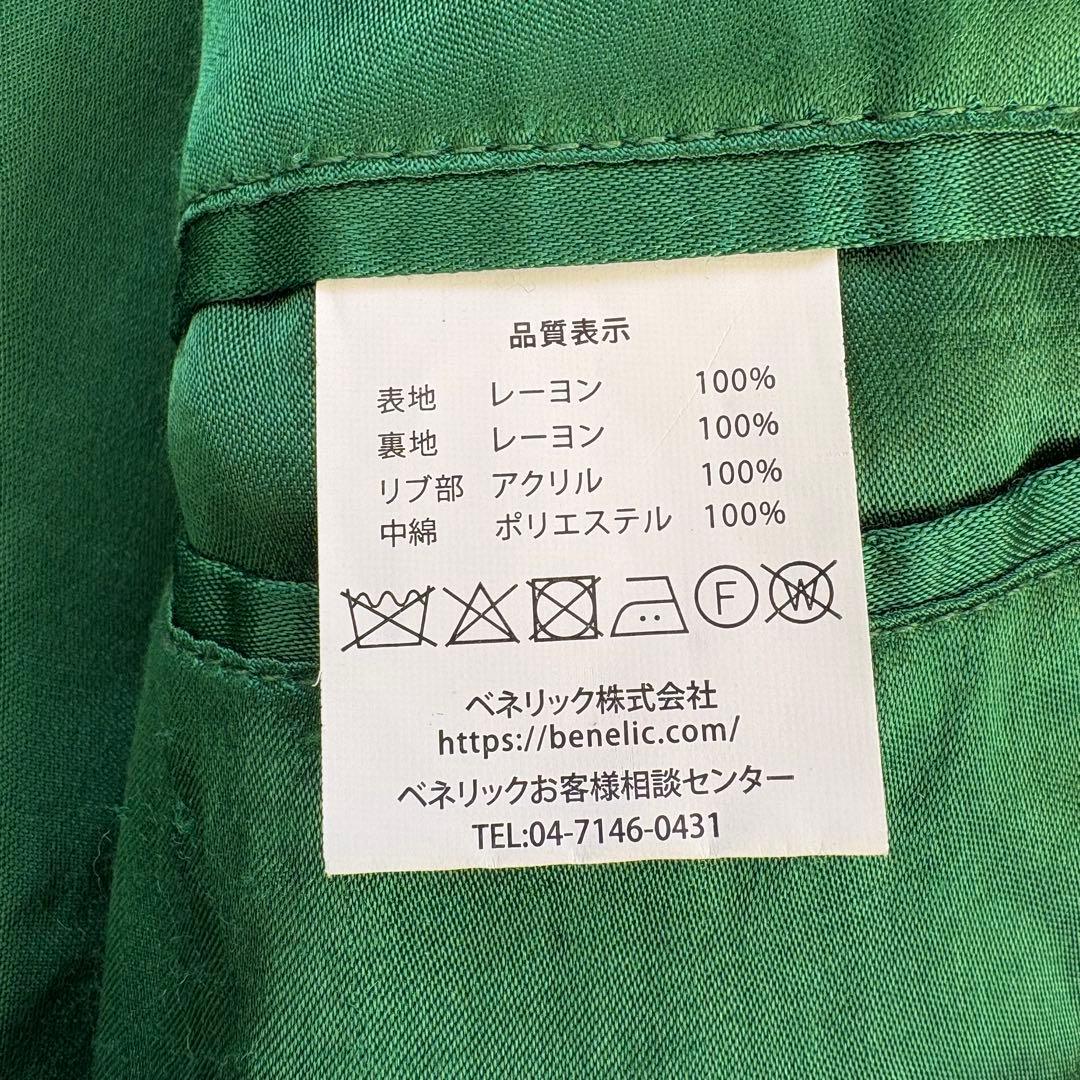 品質表示
表地 レーヨン 100%
裏地 レーヨン 100%
リブ部 アクリル 100%
中綿 ポリエステル 100%
F W
ベネリック株式会社
https://benelic.com/
ベネリックお客様相談センター
TEL:04-7146-0431